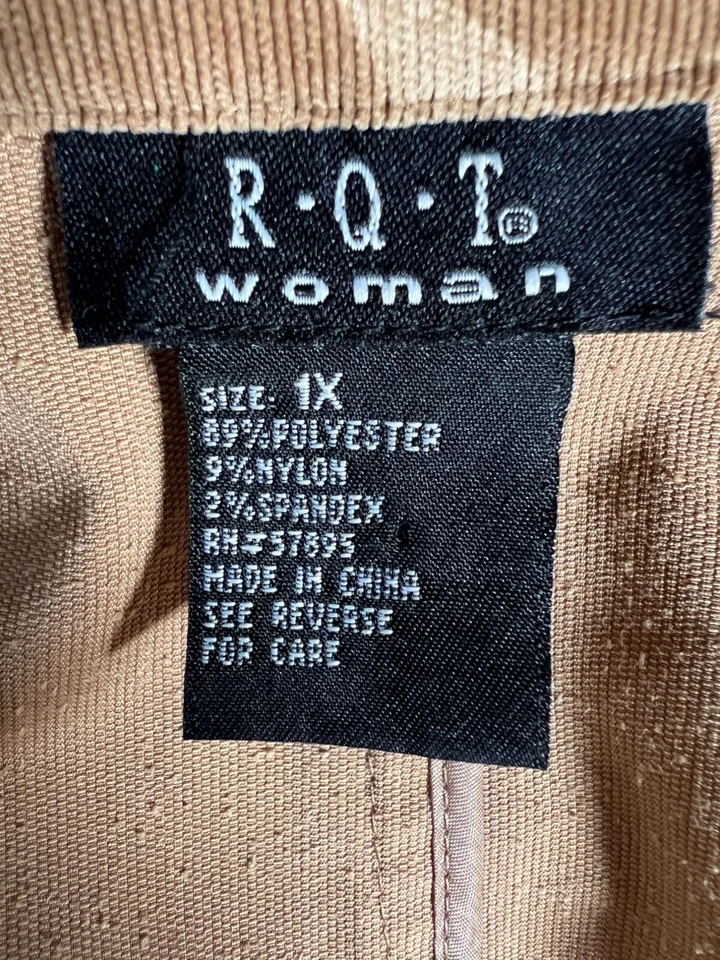 R·Q·T®
woman
SIZE: 1X
89%POLYESTER
9%NYLON
2%SPANDEX
RN#57895
MADE IN CHINA
SEE REVERSE
FOR CARE